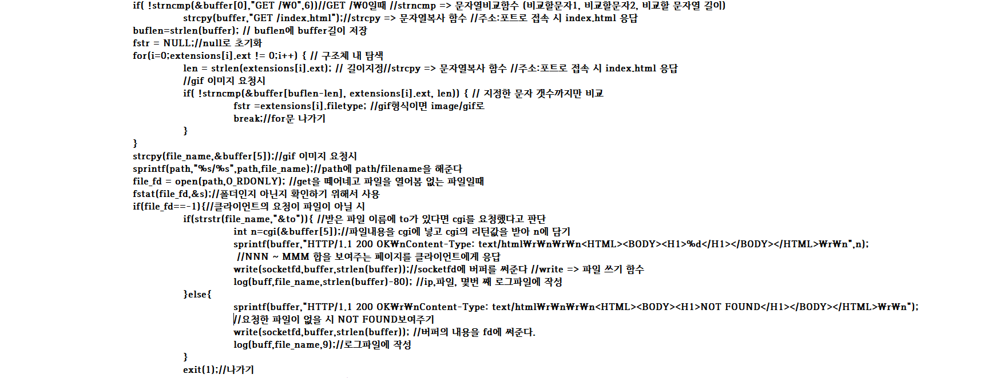 if( !strncmp(&buffer[0],"GET /₩0",6))//GET /₩0일때 //strncmp => 문자열비교함수 (비교할문자1, 비교할문자2, 비교할 문자열 길이)
strcpy(buffer,"GET /index.html");//strcpy => 문자열복사 함수 //주소:포트로 접속 시 index.html 응답
buflen=strlen(buffer); // buflen에 buffer길이 저장
fstr = NULL;//null로 초기화
for(i=0;extensions[i].ext != 0;i++) { // 구조체 내 탐색
len = strlen(extensions[i].ext); // 길이지정//strcpy => 문자열복사 함수 //주소:포트로 접속 시 index.html 응답
//gif 이미지 요청시
if( !strncmp(&buffer[buflen-len], extensions[i].ext, len)) { // 지정한 문자 갯수까지만 비교
fstr =extensions[i].filetype; //gif형식이면 image/gif로
break;//for문 나가기
}
}
strcpy(file_name,&buffer[5]);//gif 이미지 요청시
sprintf(path,"%s/%s",path,file_name);//path에 path/filename을 해준다
file_fd = open(path,O_RDONLY); //get을 떼어네고 파일을 열어봄 없는 파일일때
fstat(file_fd,&s);//폴더인지 아닌지 확인하기 위해서 사용
if(file_fd==-1){//클라이언트의 요청이 파일이 아닐 시
if(strstr(file_name,"&to")){ //받은 파일 이름에 to가 있다면 cgi를 요청했다고 판단
int n=cgi(&buffer[5]);//파일내용을 cgi에 넣고 cgi의 리턴값을 받아 n에 담기
sprintf(buffer,"HTTP/1.1 200 OK₩nContent-Type: text/html₩r₩n₩r₩n<HTML><BODY><H1>%d</H1></BODY></HTML>₩r₩n",n);
//NNN ~ MMM 합을 보여주는 페이지를 클라이언트에게 응답
write(socketfd,buffer,strlen(buffer));//socketfd에 버퍼를 써준다 //write => 파일 쓰기 함수
log(buff,file_name,strlen(buffer)-80); //ip,파일, 몇번 째 로그파일에 작성
}else{
sprintf(buffer,"HTTP/1.1 200 OK₩r₩nContent-Type: text/html₩r₩n₩r₩n<HTML><BODY><H1>NOT FOUND</H1></BODY></HTML>₩r₩n");
//요청한 파일이 없을 시 NOT FOUND보여주기
write(socketfd,buffer,strlen(buffer)); //버퍼의 내용을 fd에 써준다.
log(buff,file_name,9);//로그파일에 작성
}
exit(1);//나가기